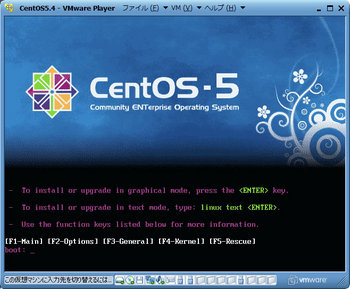 CentOS5.4 - VMware Player ファイル (F) ▼ VM (V) ▼ ヘルプ (H) ▼
CentOS-5
Community ENTerprise Operating System
- To install or upgrade in graphical mode, press the <ENTER> key.
- To install or upgrade in text mode, type: linux text <ENTER>.
- Use the function keys listed below for more information.
[F1-Main] [F2-Options] [F3-General] [F4-Kernel] [F5-Rescue]
boot: _
この仮想マシンに入力先を切り替えるには...
vmware